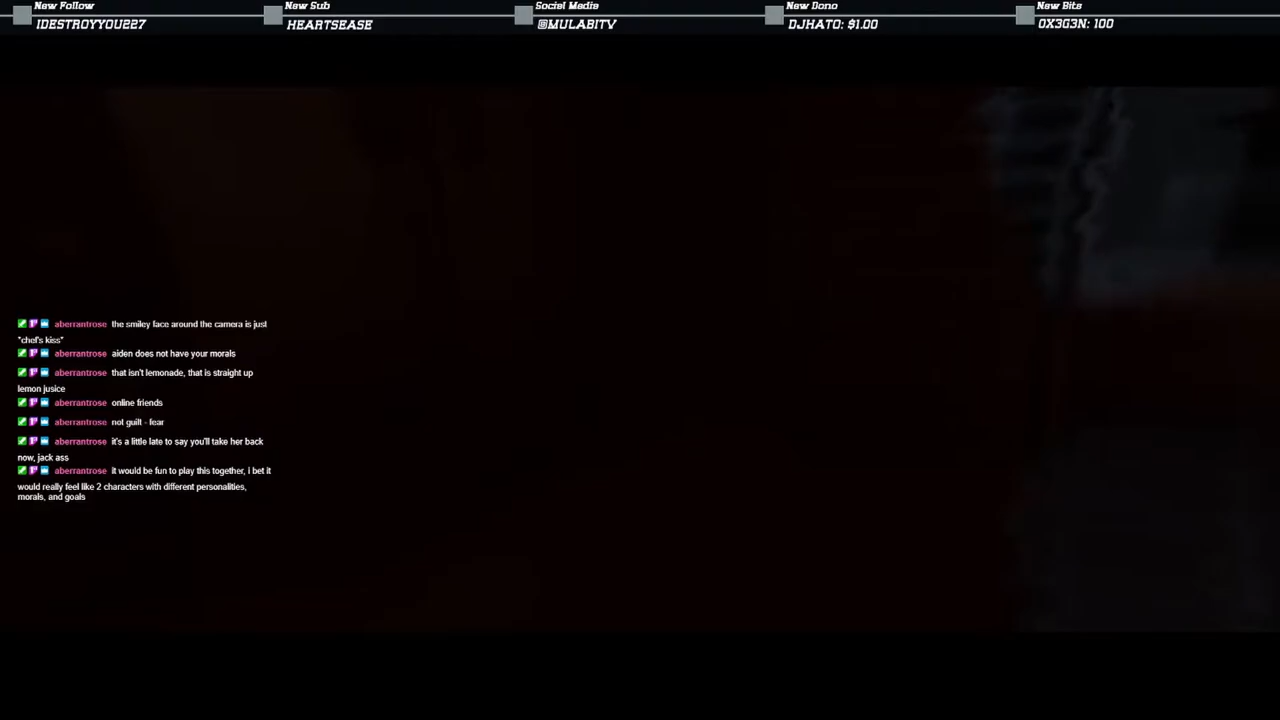 New Follow
IDESTROYYOU227
New Sub
HEARTSEASE
Social Media
@MULABITV
New Dono
DJHATO: $1.00
New Bits
0X3G3N: 100
aberrantrose the smiley face around the camera is just
*chef's kiss*
aberrantrose aiden does not have your morals
aberrantrose that isn't lemonade, that is straight up
lemon jusice
aberrantrose online friends
aberrantrose not guilt - fear
aberrantrose it's a little late to say you'll take her back
now, jack ass
aberrantrose it would be fun to play this together, i bet it
would really feel like 2 characters with different personalities,
morals, and goals